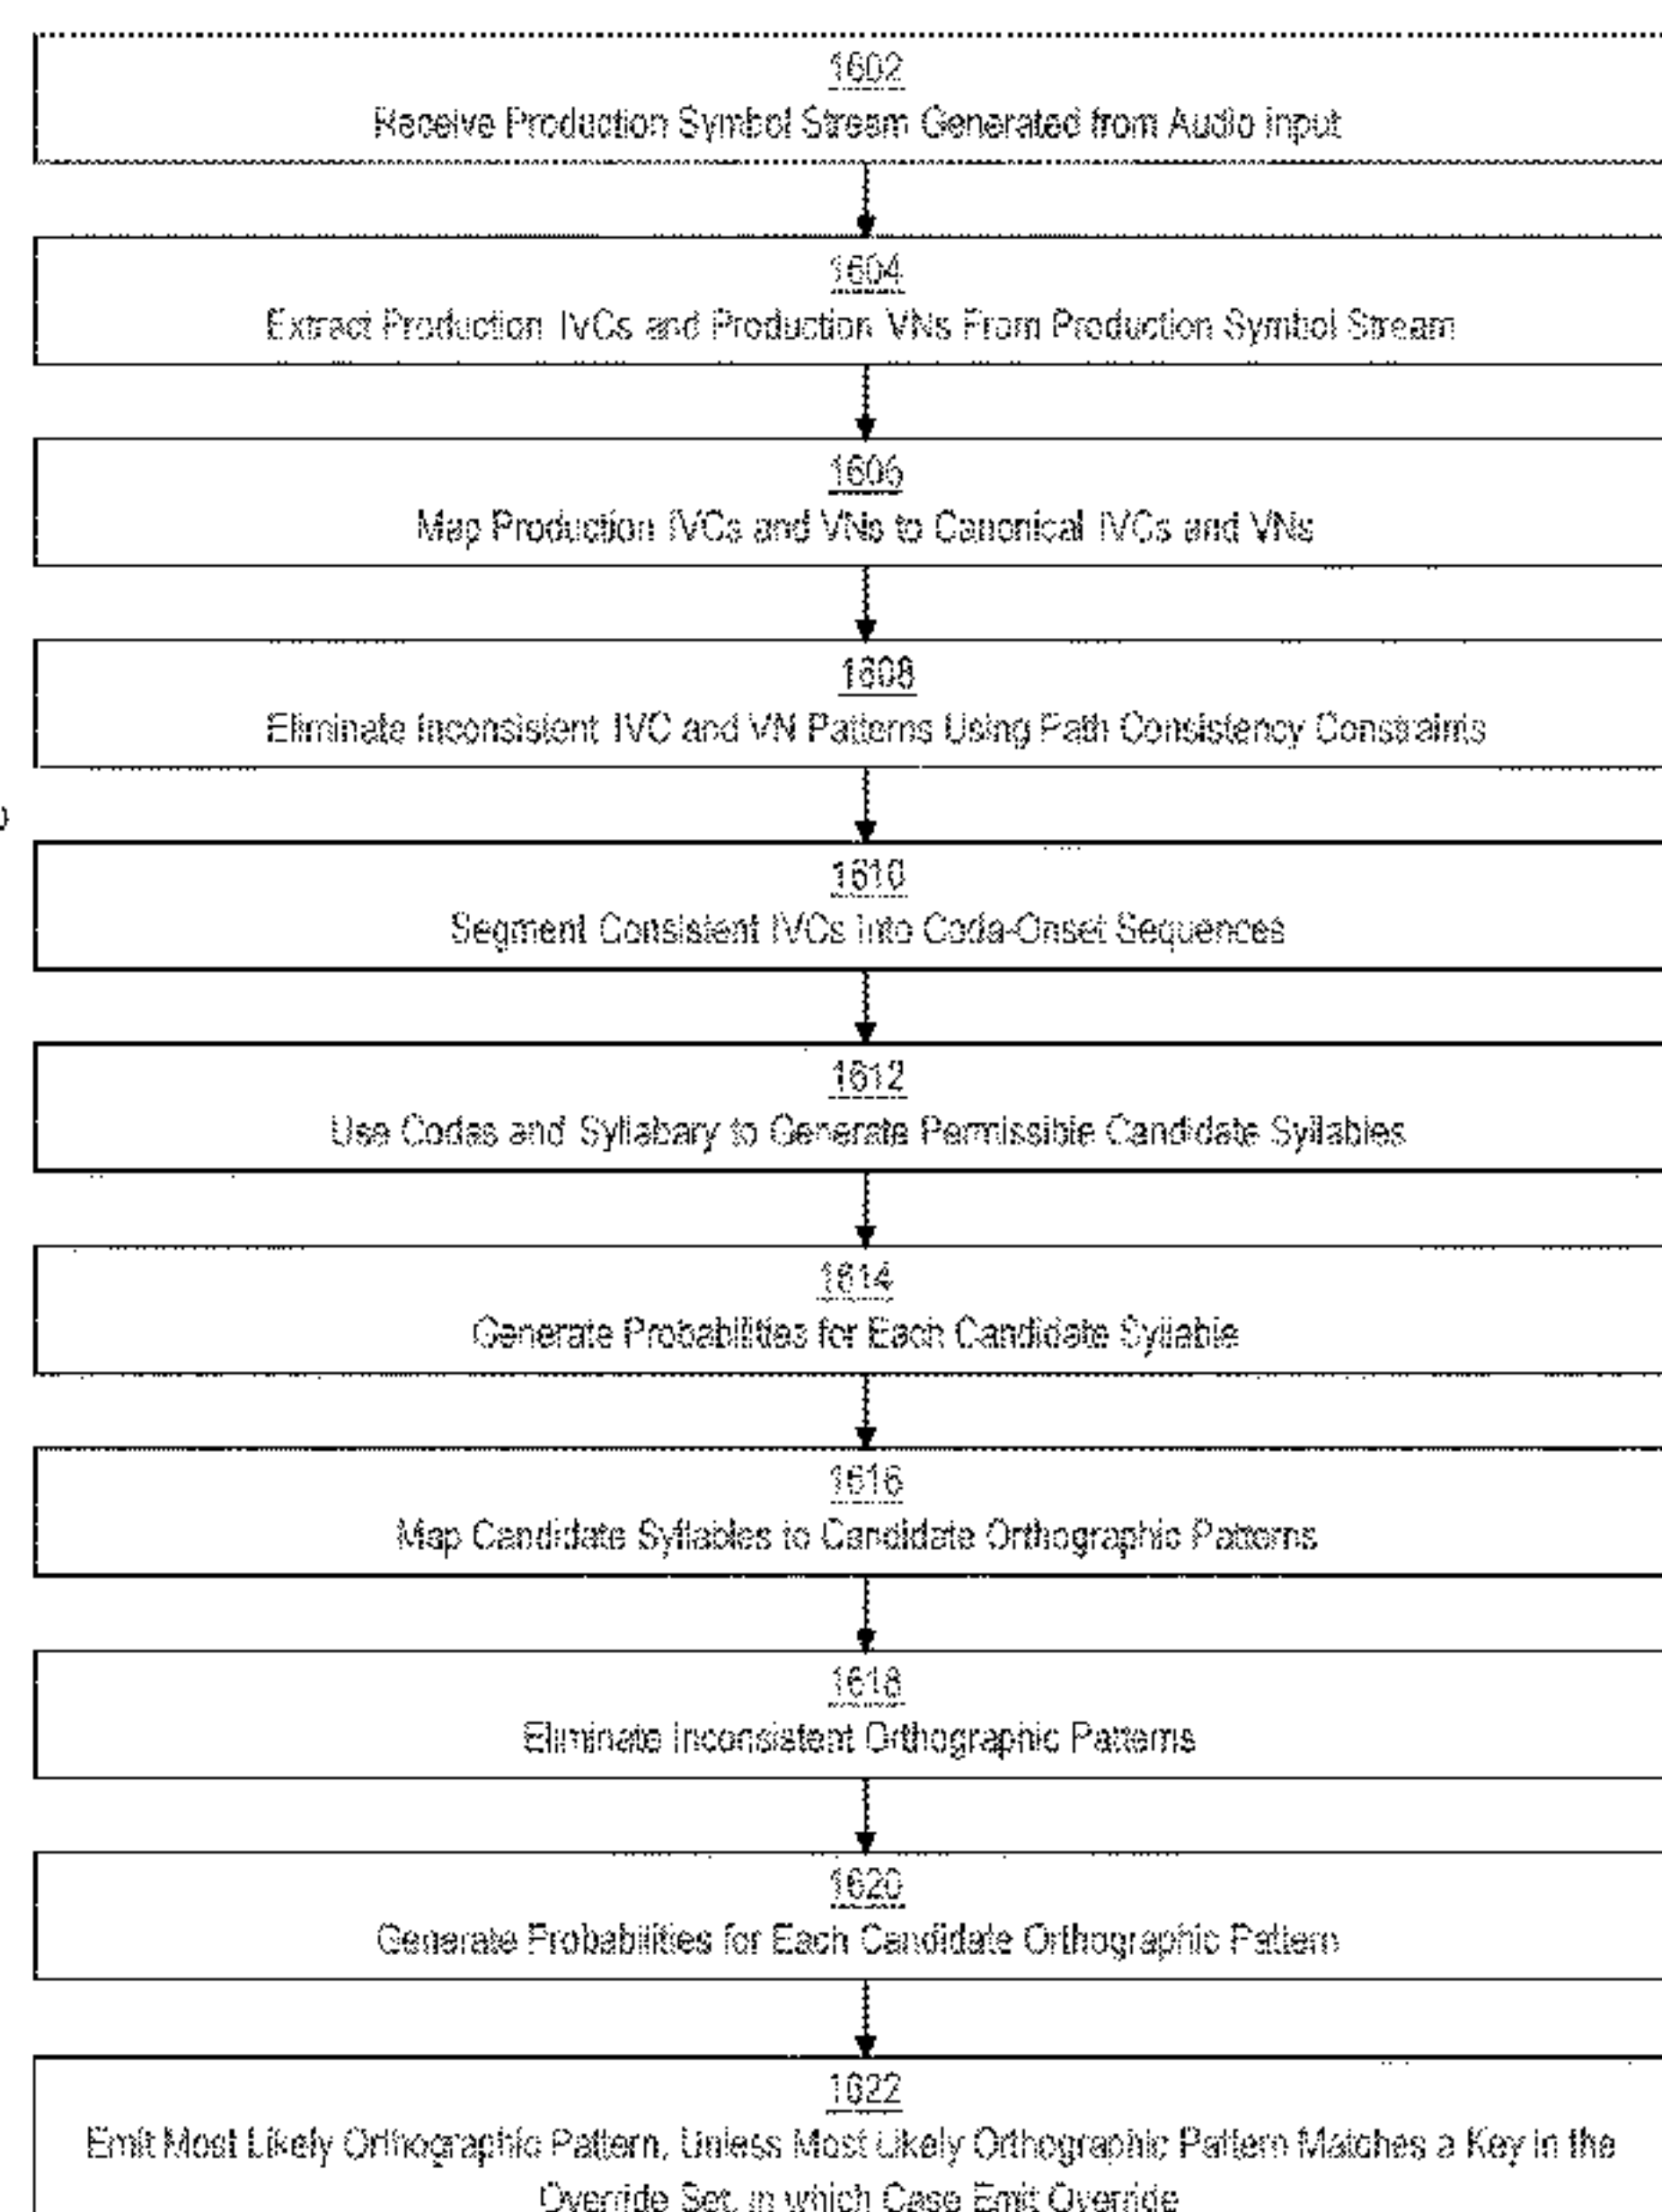 1602
Receive Production Symbol Stream Generated from Audio Input
1604
Extract Production IVCs and Production VNs From Production Symbol Stream
1606
Map Production IVCs and VNs to Canonical IVCs and VNs
1608
Eliminate Inconsistent IVC and VN Patterns Using Path Consistency Constraints
1610
Segment Consistent IVCs into Coda-Onset Sequences
1612
Use Codas and Syllabary to Generate Permissible Candidate Syllables
1614
Generate Probabilities for Each Candidate Syllable
1616
Map Candidate Syllables to Candidate Orthographic Patterns
1618
Eliminate Inconsistent Orthographic Patterns
1620
Generate Probabilities for Each Candidate Orthographic Pattern
1622
Emit Most Likely Orthographic Pattern, Unless Most Likely Orthographic Pattern Matches a Key in the
Override Set, in which Case Emit Override